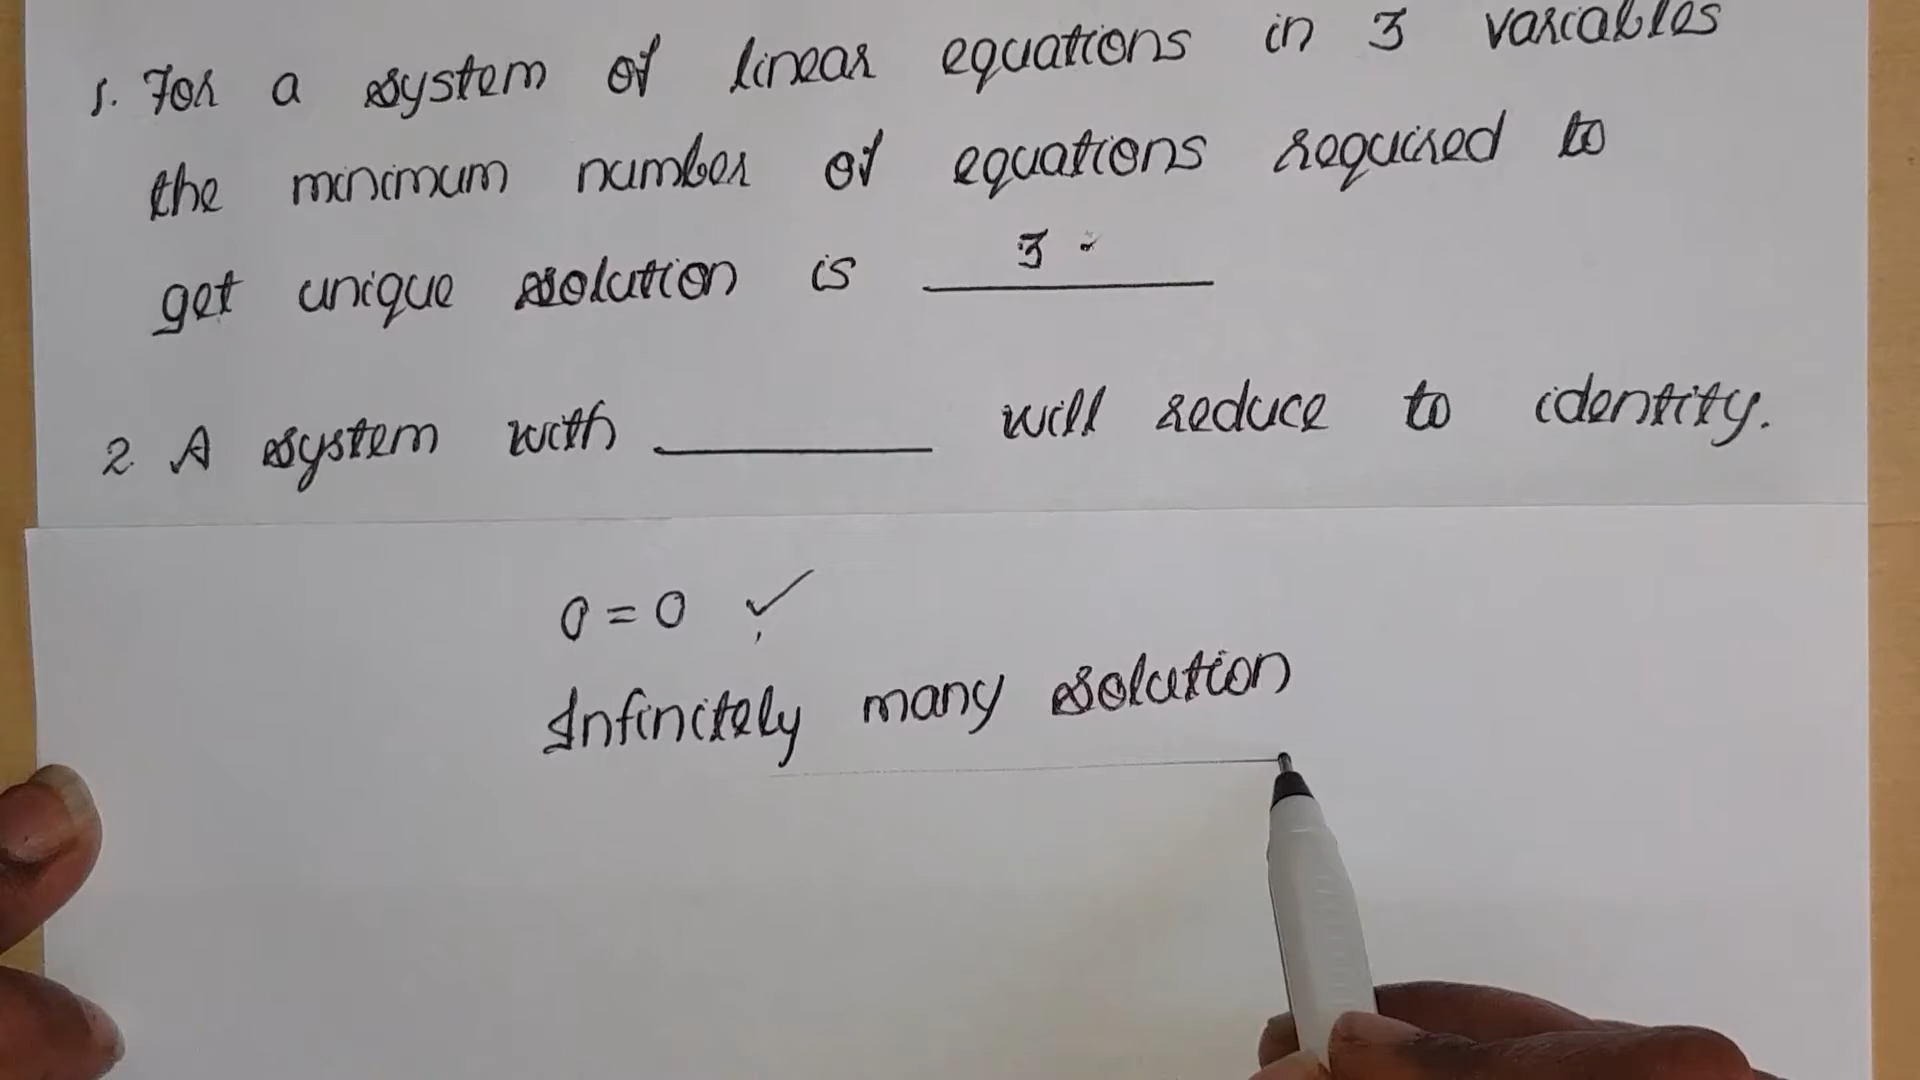 1. For a system of linear equations in 3 variables
the minimum number of equations required to
get unique solution is 3
2. A system with ________ will reduce to identity.
0 = 0 ✓
Infinitely many solution